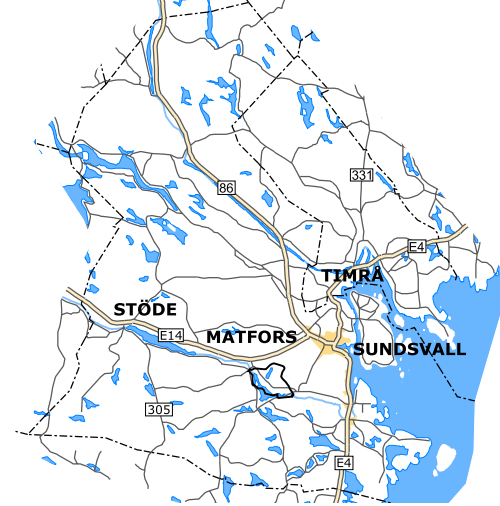 331
86
E4
TIMRÅ
STÖDE
E14
MATFORS
SUNDSVALL
305
E4